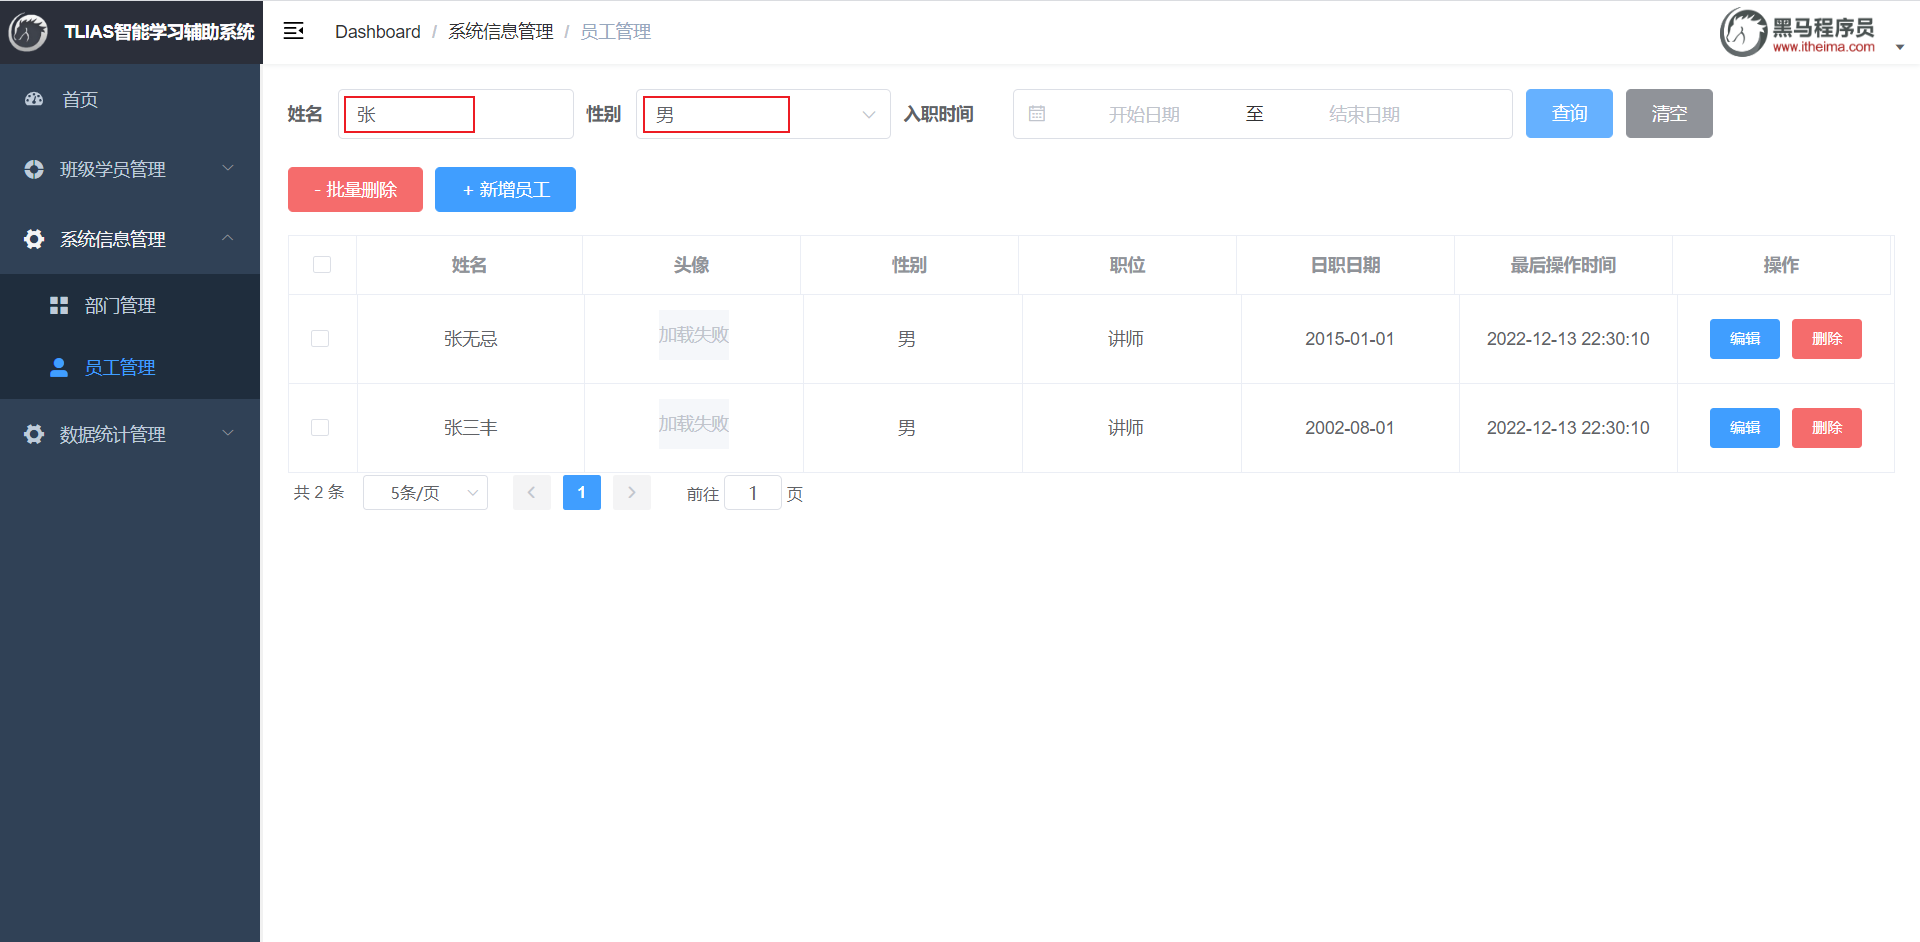 TLIAS智能学习辅助系统
Dashboard / 系统信息管理 / 员工管理
黑马程序员
www.itheima.com
首页
班级学员管理
系统信息管理
部门管理
员工管理
数据统计管理
姓名 张 性别 男 入职时间 开始日期 至 结束日期 查询 清空
- 批量删除 + 新增员工
姓名 头像 性别 职位 日职日期 最后操作时间 操作
张无忌 加载失败 男 讲师 2015-01-01 2022-12-13 22:30:10 编辑 删除
张三丰 加载失败 男 讲师 2002-08-01 2022-12-13 22:30:10 编辑 删除
共 2 条 5条/页 1 前往 1 页